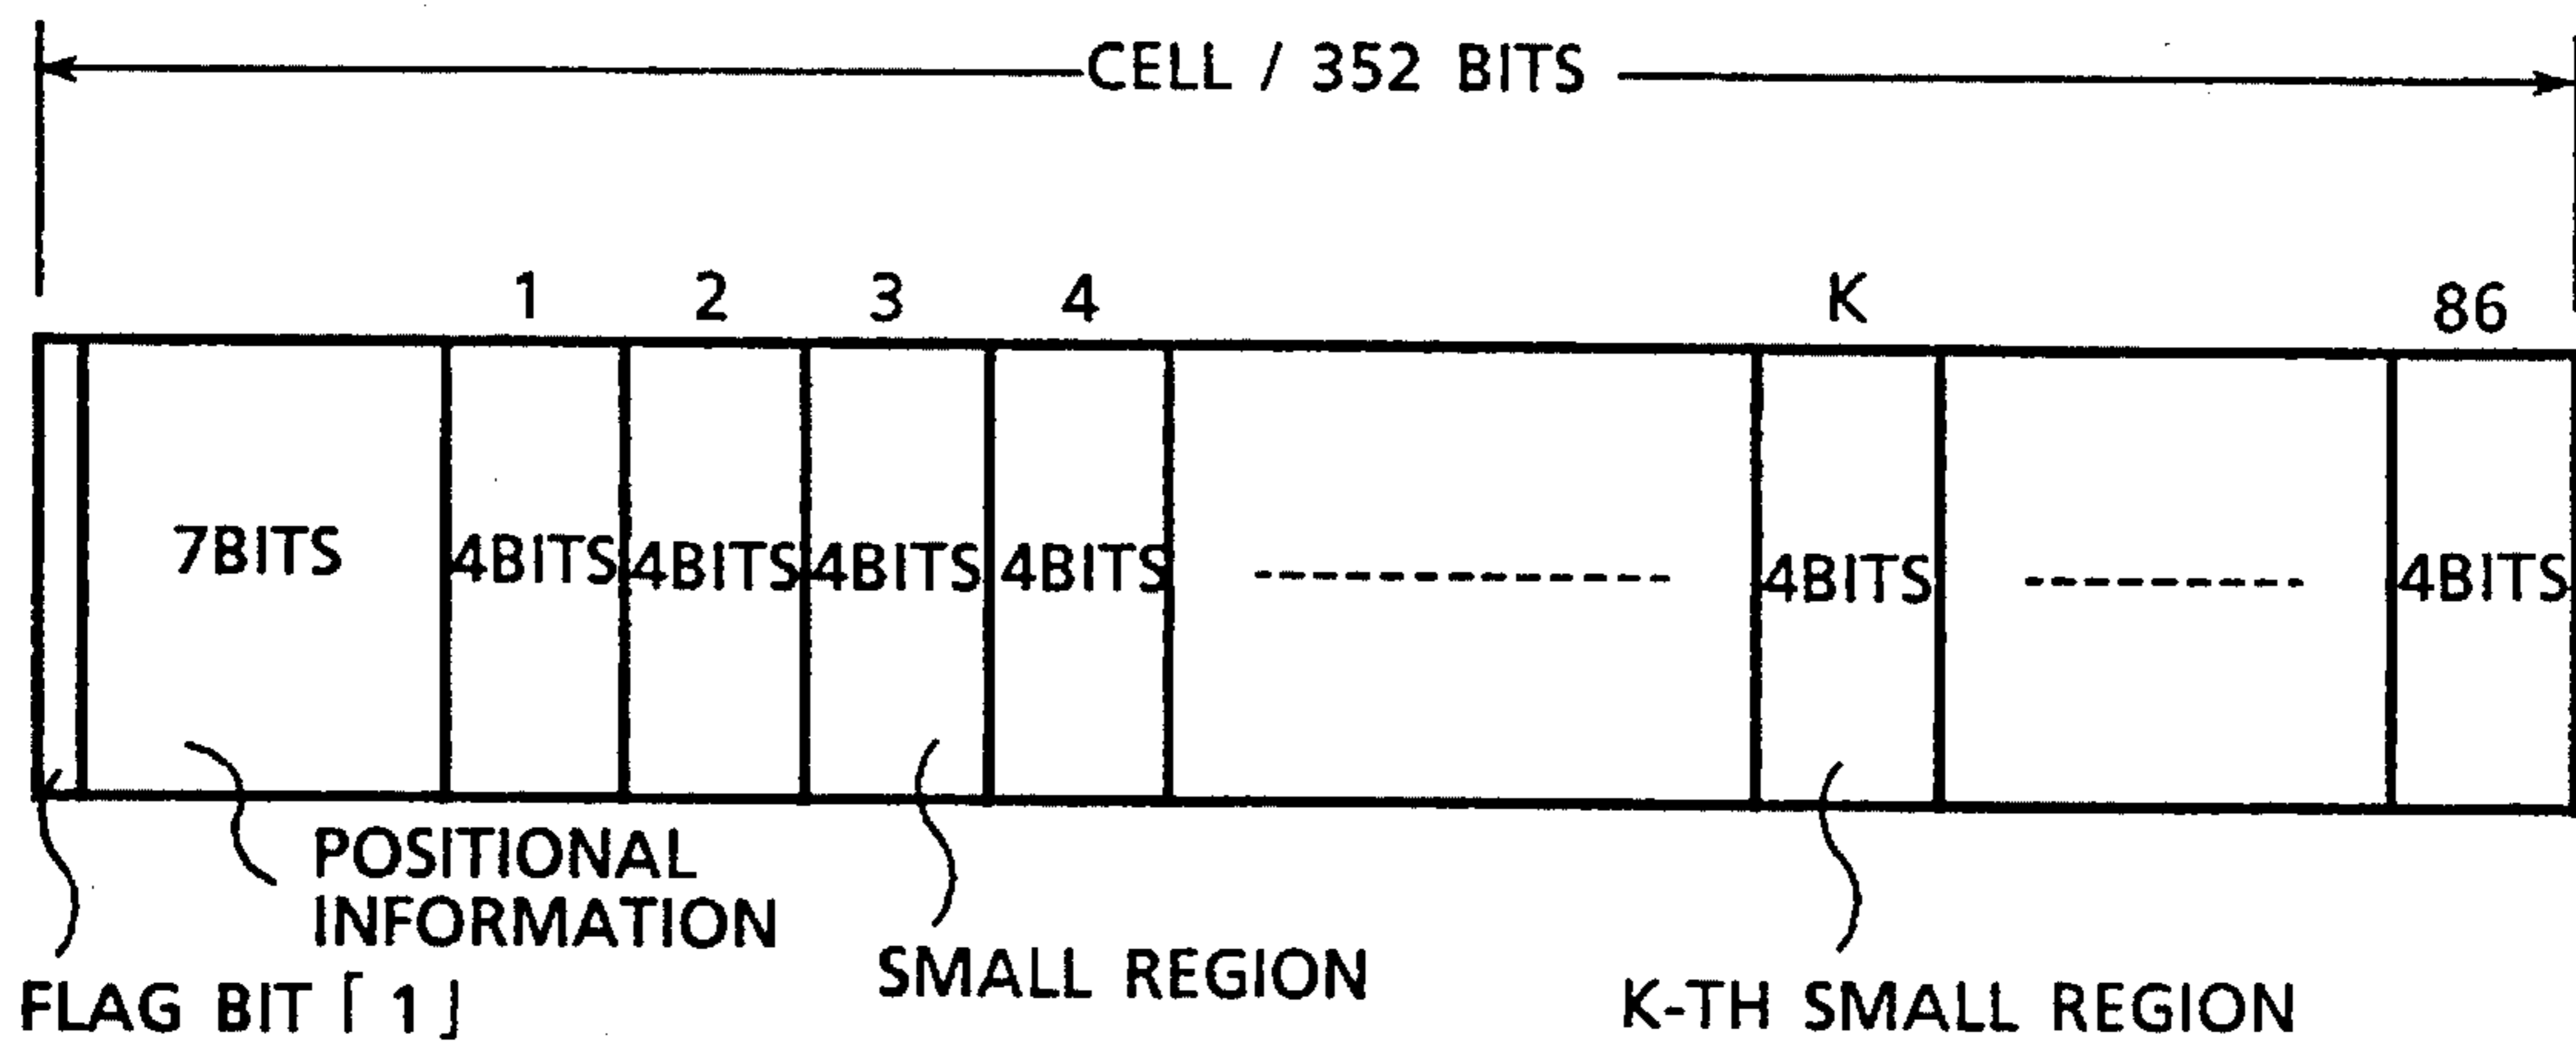 CELL / 352 BITS
1 2 3 4 K 86
7BITS 4BITS 4BITS 4BITS 4BITS 4BITS 4BITS
POSITIONAL
INFORMATION
SMALL REGION
FLAG BIT「 1 」
K-TH SMALL REGION